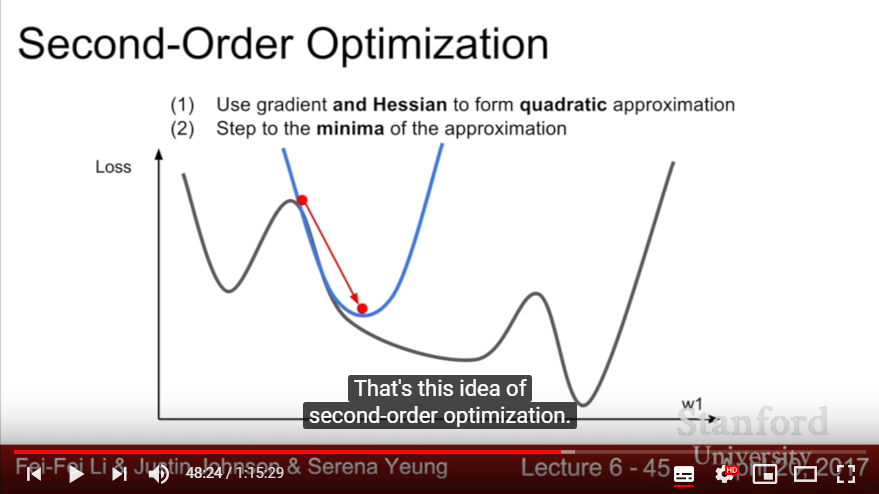 Second-Order Optimization
(1) Use gradient and Hessian to form quadratic approximation
(2) Step to the minima of the approximation
Loss
That's this idea of
second-order optimization.
w1
Stanford
University
Fei-Fei Li & Justin Johnson & Serena Yeung
48:24 / 1:15:29
Lecture 6 - 45
2017
HD